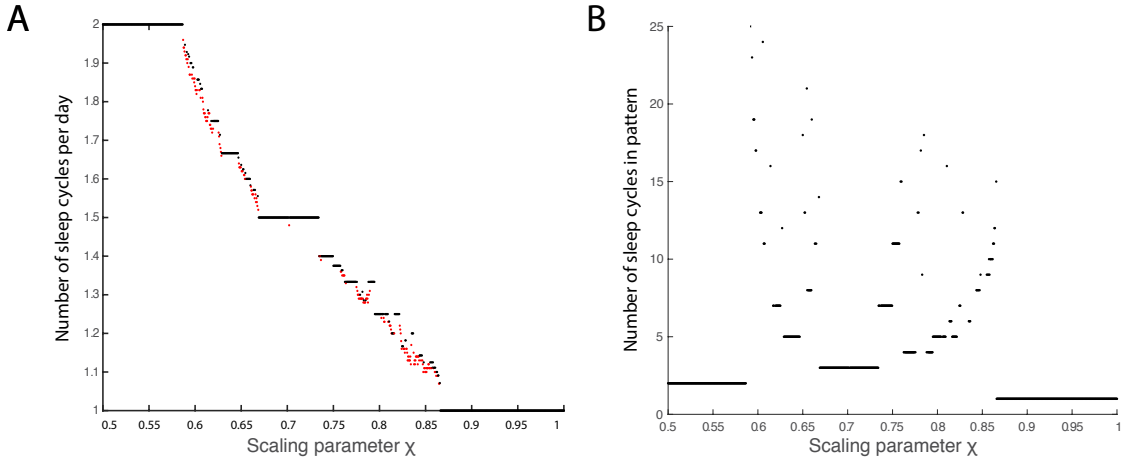 A
Number of sleep cycles per day
2
1.9
1.8
1.7
1.6
1.5
1.4
1.3
1.2
1.1
1
0.5 0.55 0.6 0.65 0.7 0.75 0.8 0.85 0.9 0.95 1
Scaling parameter χ
B
Number of sleep cycles in pattern
25
20
15
10
5
0
0.5 0.55 0.6 0.65 0.7 0.75 0.8 0.85 0.9 0.95 1
Scaling parameter χ